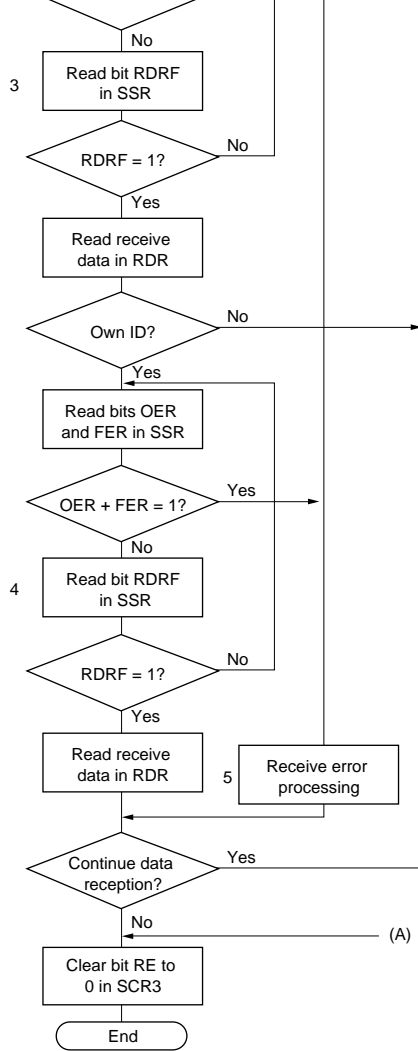 No
3
Read bit RDRF
in SSR
No
RDRF = 1?
Yes
Read receive
data in RDR
No
Own ID?
Yes
Read bits OER
and FER in SSR
Yes
OER + FER = 1?
No
4
Read bit RDRF
in SSR
No
RDRF = 1?
Yes
Read receive
data in RDR
5
Receive error
processing
Yes
Continue data
reception?
No
(A)
Clear bit RE to
0 in SCR3
End